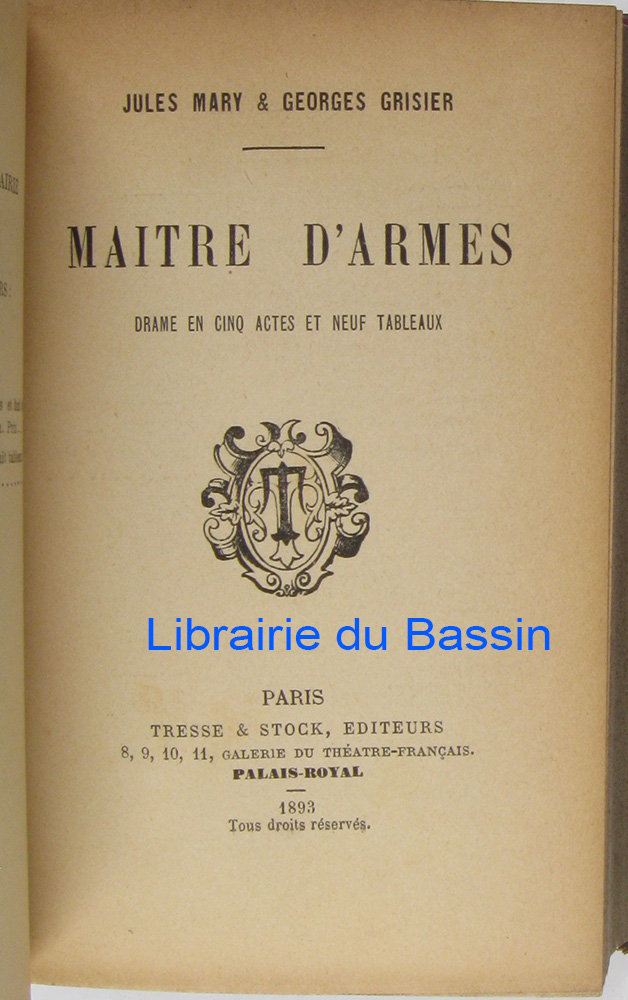 JULES MARY & GEORGES GRISIER
MAITRE D'ARMES
DRAME EN CINQ ACTES ET NEUF TABLEAUX
T
Librairie du Bassin
PARIS
TRESSE & STOCK, EDITEURS
8, 9, 10, 11, GALERIE DU THÉATRE-FRANÇAIS.
PALAIS-ROYAL
1893
Tous droits réservés.